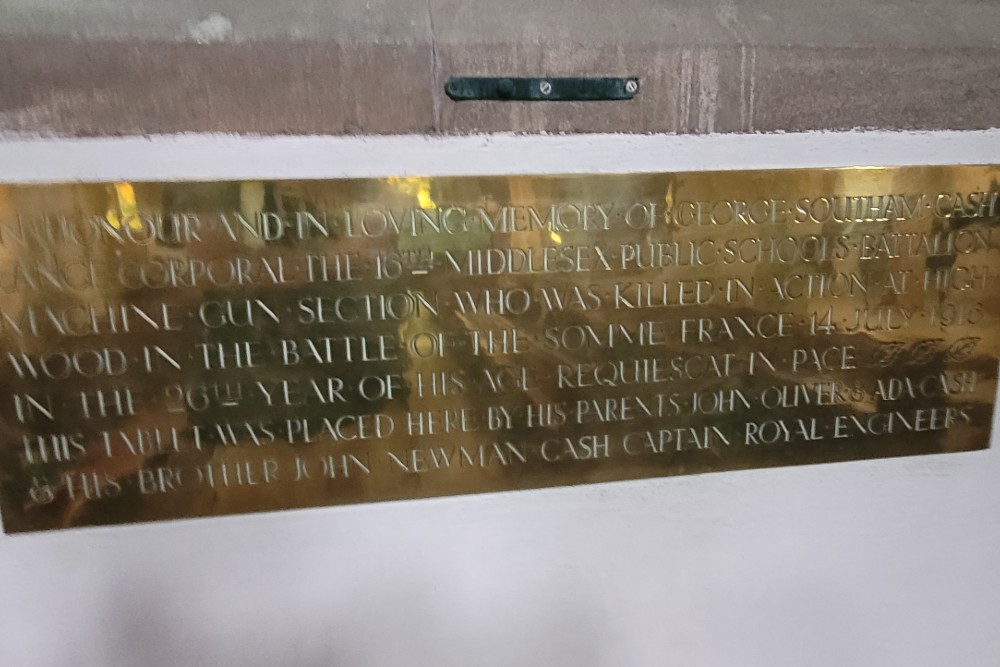 IN HONOUR AND·IN·LOVING·MEMORY·OF·GEORGE·SOUTHAM·CASH
LANCE CORPORAL·THE 16TH MIDDLESEX PUBLIC·SCHOOLS·BATTALION
MACHINE GUN SECTION WHO·WAS·KILLED·IN ACTION·AT·HIGH
WOOD·IN THE BATTLE·OF·THE SOMME FRANCE·14·JULY·1916
IN THE 26TH YEAR OF HIS AGE REQUIESCAT·IN·PACE
THIS TABLET·WAS·PLACED HERE BY HIS·PARENTS·JOHN·OLIVER & ADA·CASH
& HIS·BROTHER JOHN NEWMAN CASH CAPTAIN ROYAL·ENGINEERS